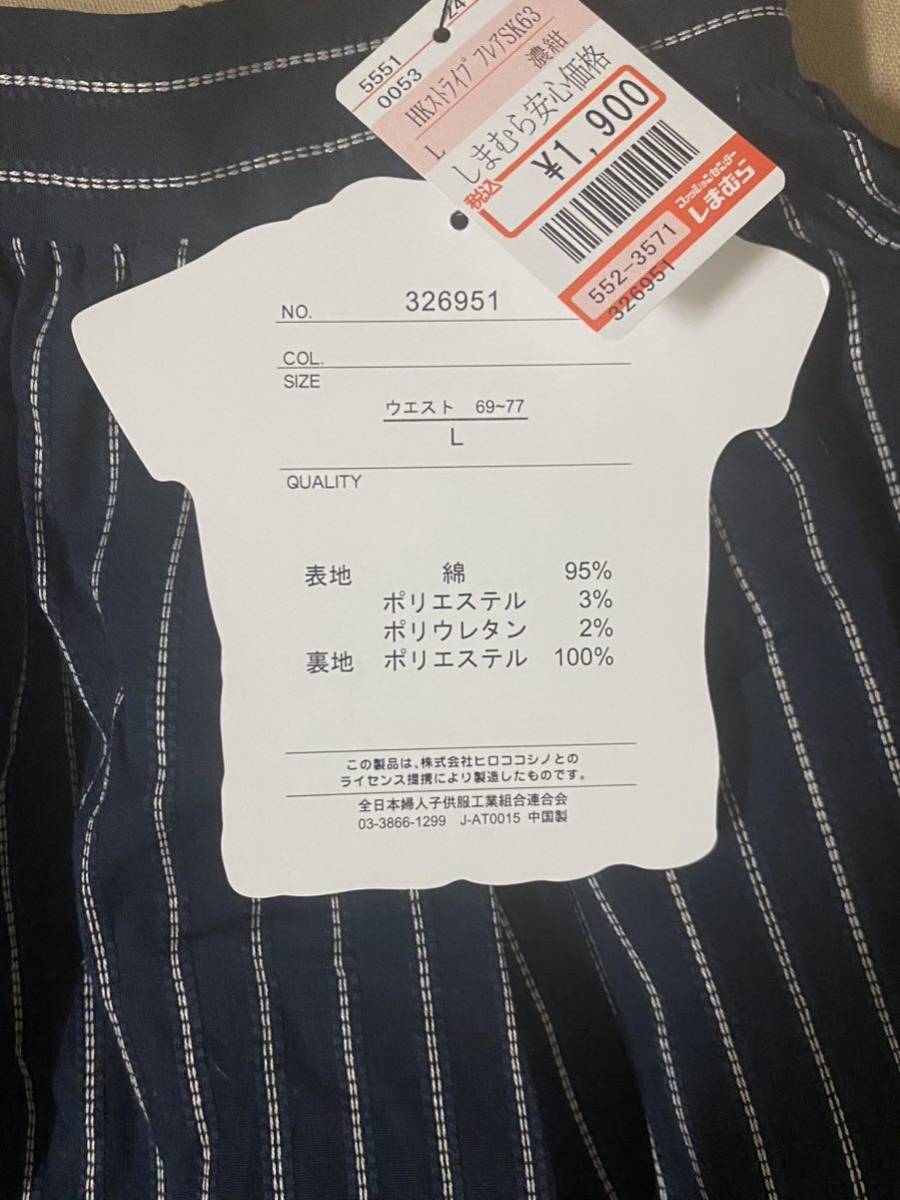 24
5551
0053
HKストライプ フレアSK63
L 濃紺
しまむら安心価格
税込
¥1,900
ファッションセンター
しまむら
552-3571
326951
NO. 326951
COL.
SIZE
ウエスト 69~77
L
QUALITY
表地 綿 95%
ポリエステル 3%
ポリウレタン 2%
裏地 ポリエステル 100%
この製品は、株式会社ヒロココシノとの
ライセンス提携により製造したものです。
全日本婦人子供服工業組合連合会
03-3866-1299 J-AT0015 中国製